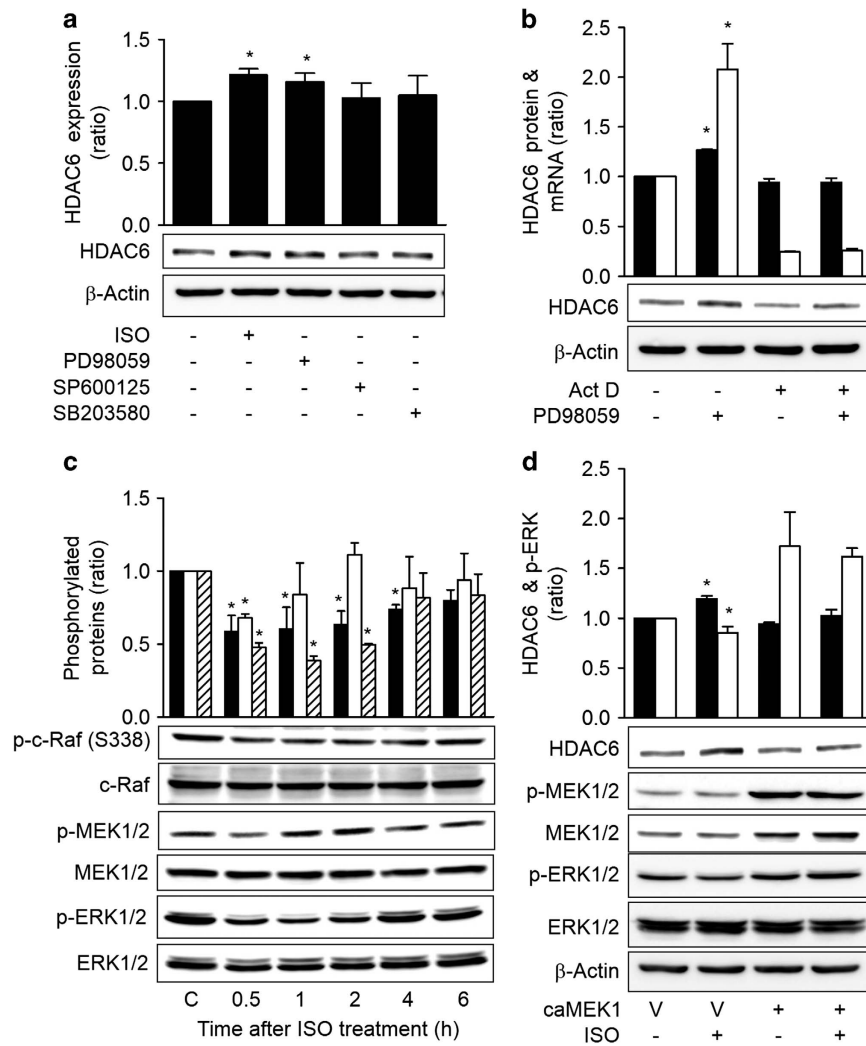 a
HDAC6 expression
(ratio)
1.5
1.0
0.5
0.0
* *
HDAC6
β-Actin
ISO - + - - -
PD98059 - - + - -
SP600125 - - - + -
SB203580 - - - - +
b
HDAC6 protein &
mRNA (ratio)
2.5
2.0
1.5
1.0
0.5
0.0
* *
HDAC6
β-Actin
Act D - - + +
PD98059 - + - +
c
Phosphorylated
proteins (ratio)
1.5
1.0
0.5
0.0
* * * * * * * *
p-c-Raf (S338)
c-Raf
p-MEK1/2
MEK1/2
p-ERK1/2
ERK1/2
C 0.5 1 2 4 6
Time after ISO treatment (h)
d
HDAC6 & p-ERK
(ratio)
2.5
2.0
1.5
1.0
0.5
0.0
* *
HDAC6
p-MEK1/2
MEK1/2
p-ERK1/2
ERK1/2
β-Actin
caMEK1 V V + +
ISO - + - +